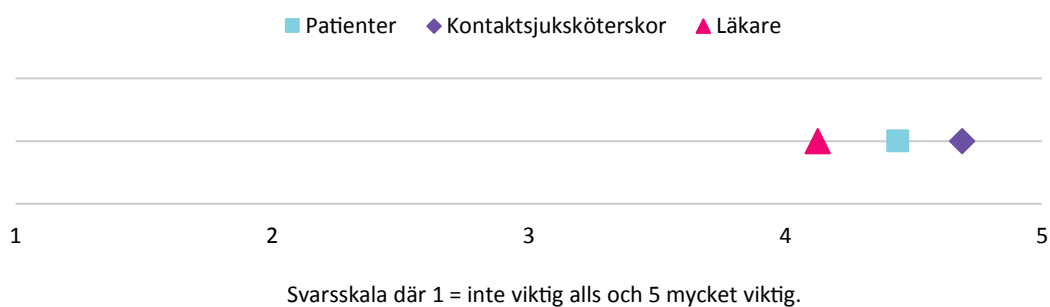 Patienter Kontaktsjuksköterskor Läkare
1 2 3 4 5
Svarsskala där 1 = inte viktig alls och 5 mycket viktig.